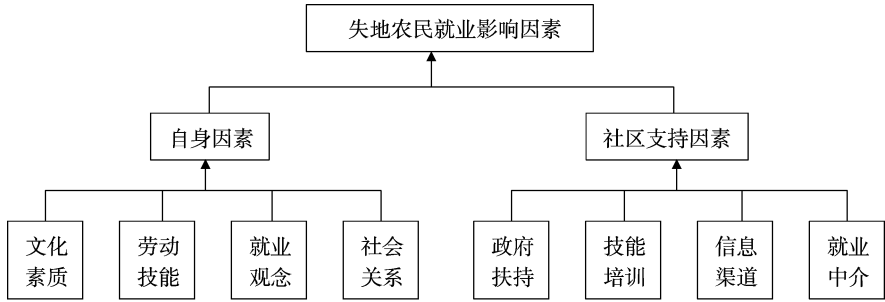 失地农民就业影响因素
自身因素
社区支持因素
文化
素质
劳动
技能
就业
观念
社会
关系
政府
扶持
技能
培训
信息
渠道
就业
中介